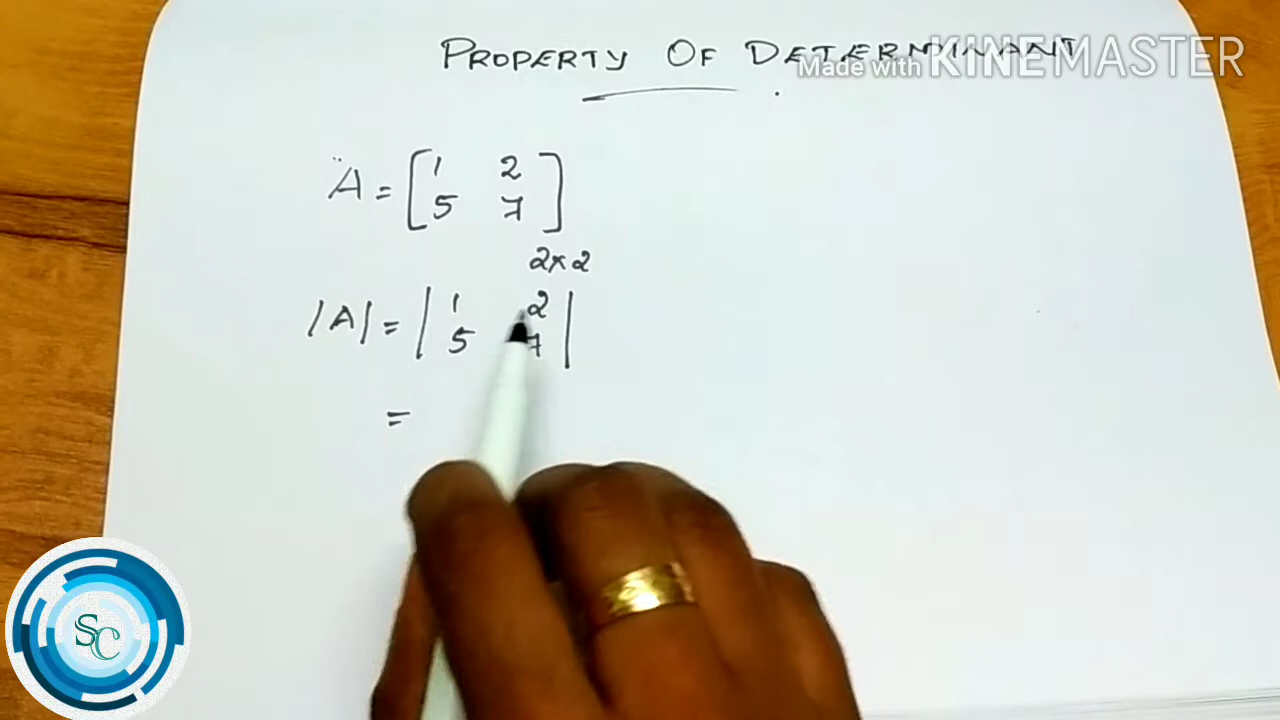 PROPERTY OF DETERMINANT
Made with KINEMASTER
A = [ 1 2
5 7 ]
2×2
|A| = | 1 2
5 7 |
=
SC